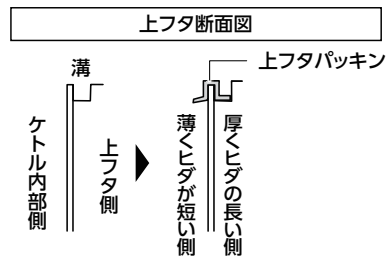 上フタ断面図
溝
ケトル内部側
上フタ側
上フタパッキン
薄くヒダが短い側
厚くヒダの長い側